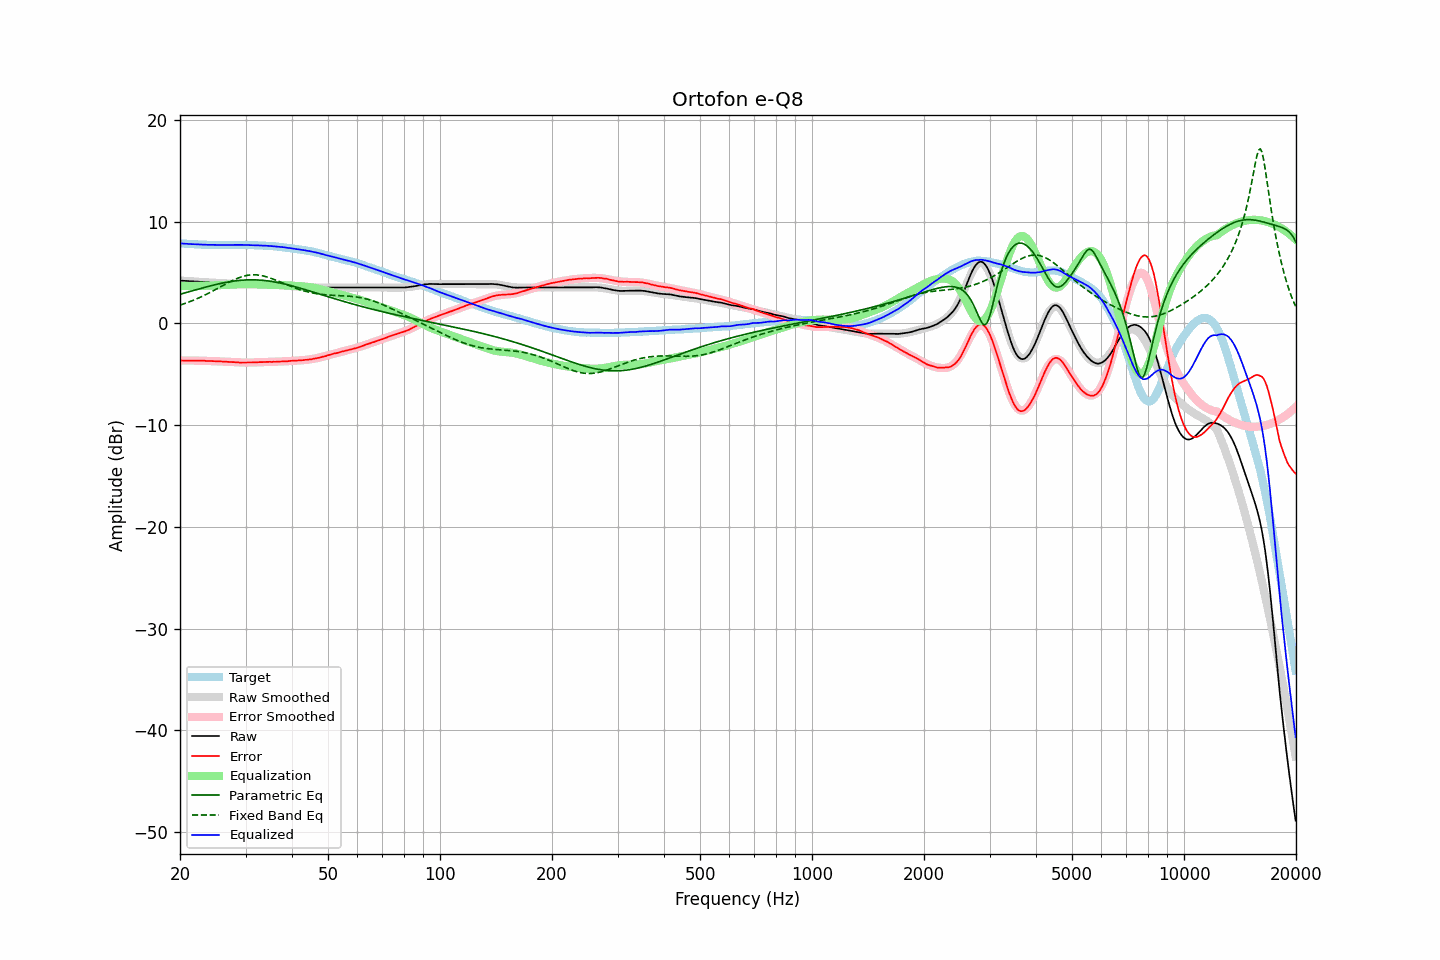 Ortofon e-Q8
20
10
0
−10
−20
−30
−40
−50
Amplitude (dBr)
Target
Raw Smoothed
Error Smoothed
Raw
Error
Equalization
Parametric Eq
Fixed Band Eq
Equalized
20
50
100
200
500
1000
2000
5000
10000
20000
Frequency (Hz)